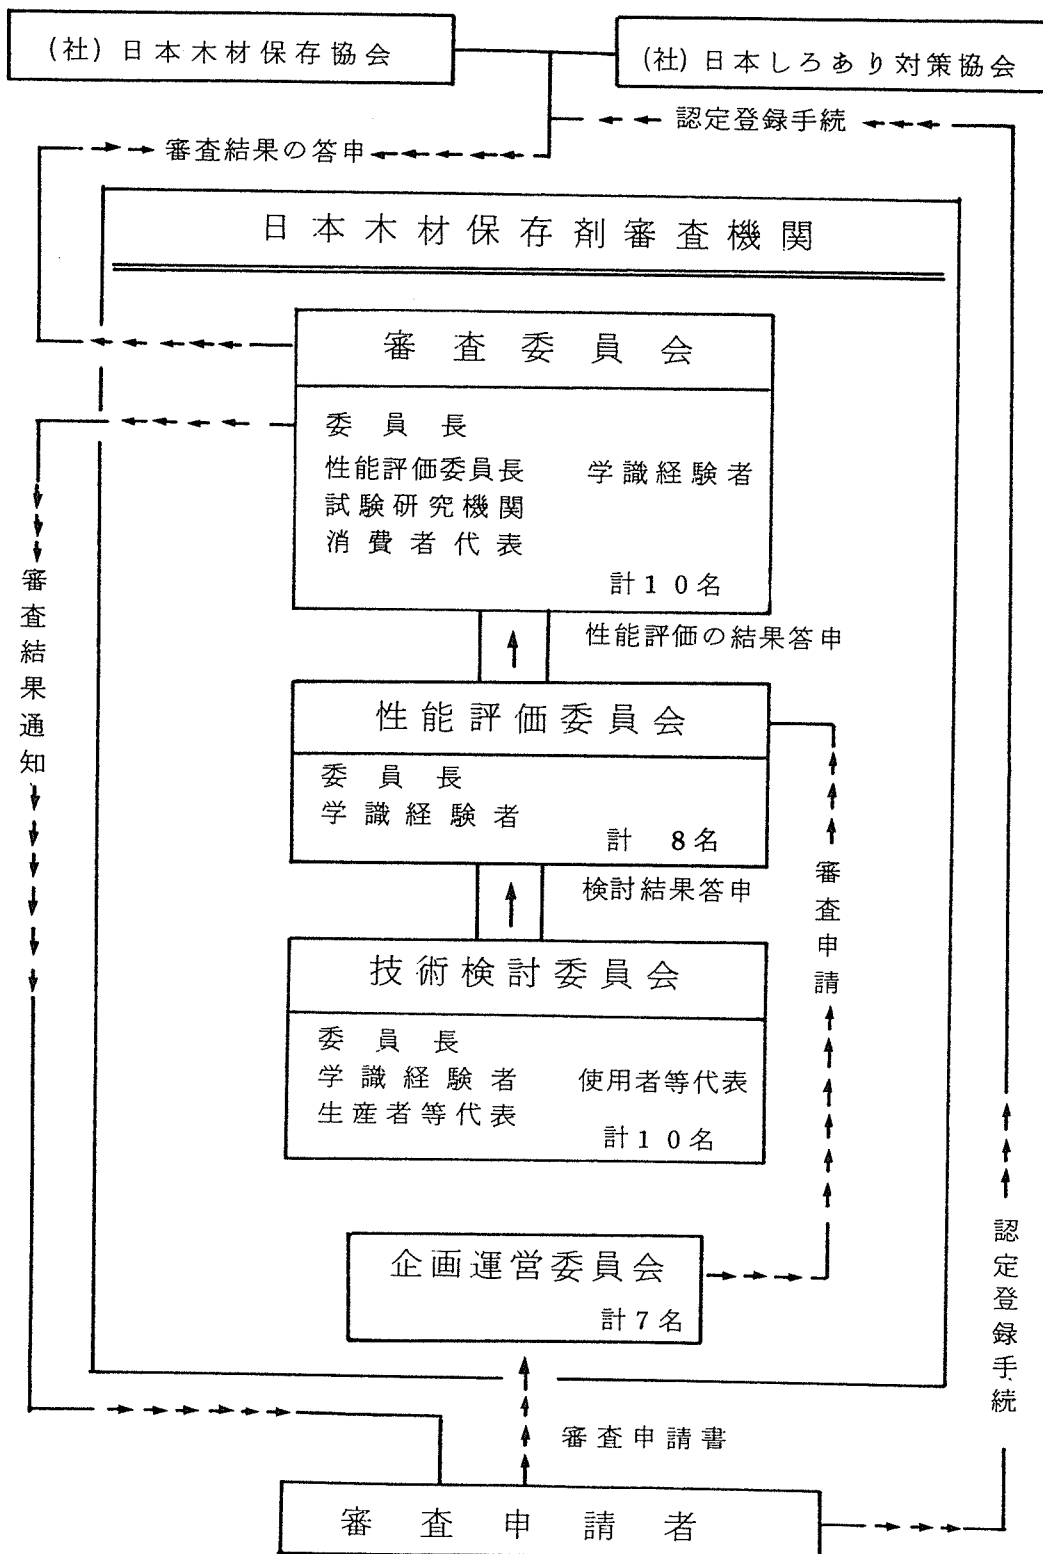 (社)日本木材保存協会
(社)日本しろあり対策協会
認定登録手続
審査結果の答申
日本木材保存剤審査機関
審査委員会
委員長
性能評価委員長 学識経験者
試験研究機関
消費者代表
計10名
審査結果通知
性能評価の結果答申
性能評価委員会
委員長
学識経験者
計 8名
検討結果答申
審査申請
技術検討委員会
委員長
学識経験者 使用者等代表
生産者等代表
計10名
企画運営委員会
計7名
認定登録手続
審査申請書
審査申請者